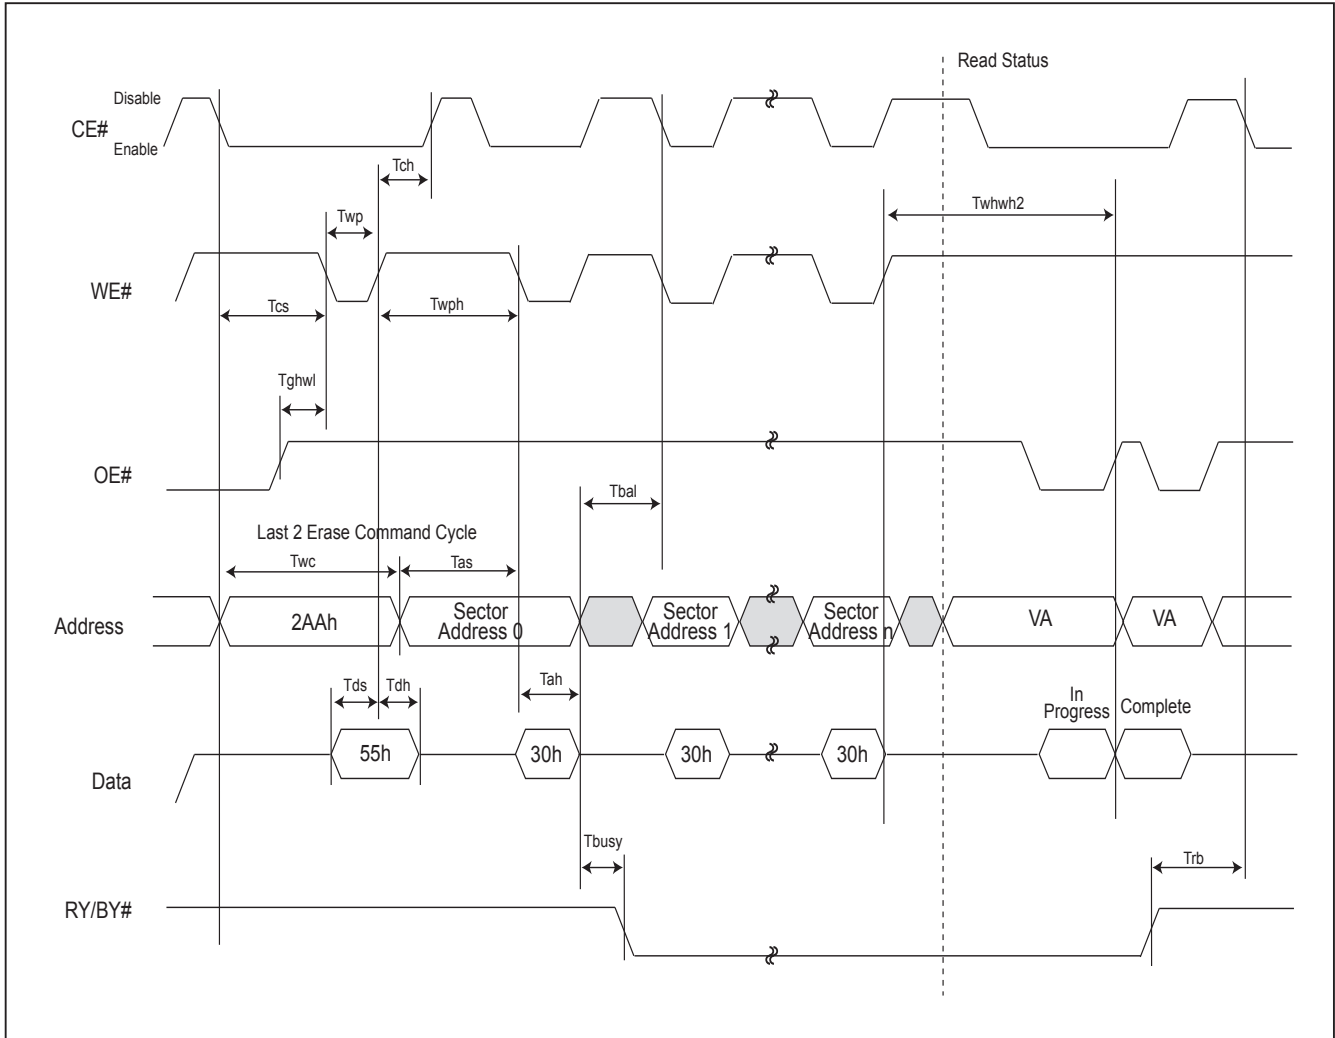 Read Status
Disable
CE#
Enable
Tch
Twhwh2
Twp
WE#
Tcs
Twph
Tghwl
OE#
Tbal
Last 2 Erase Command Cycle
Twc
Tas
Address
2AAh
Sector
Address 0
Sector
Address 1
Sector
Address n
VA
VA
Tds
Tdh
Tah
In
Progress
Complete
Data
55h
30h
30h
30h
Tbusy
Trb
RY/BY#